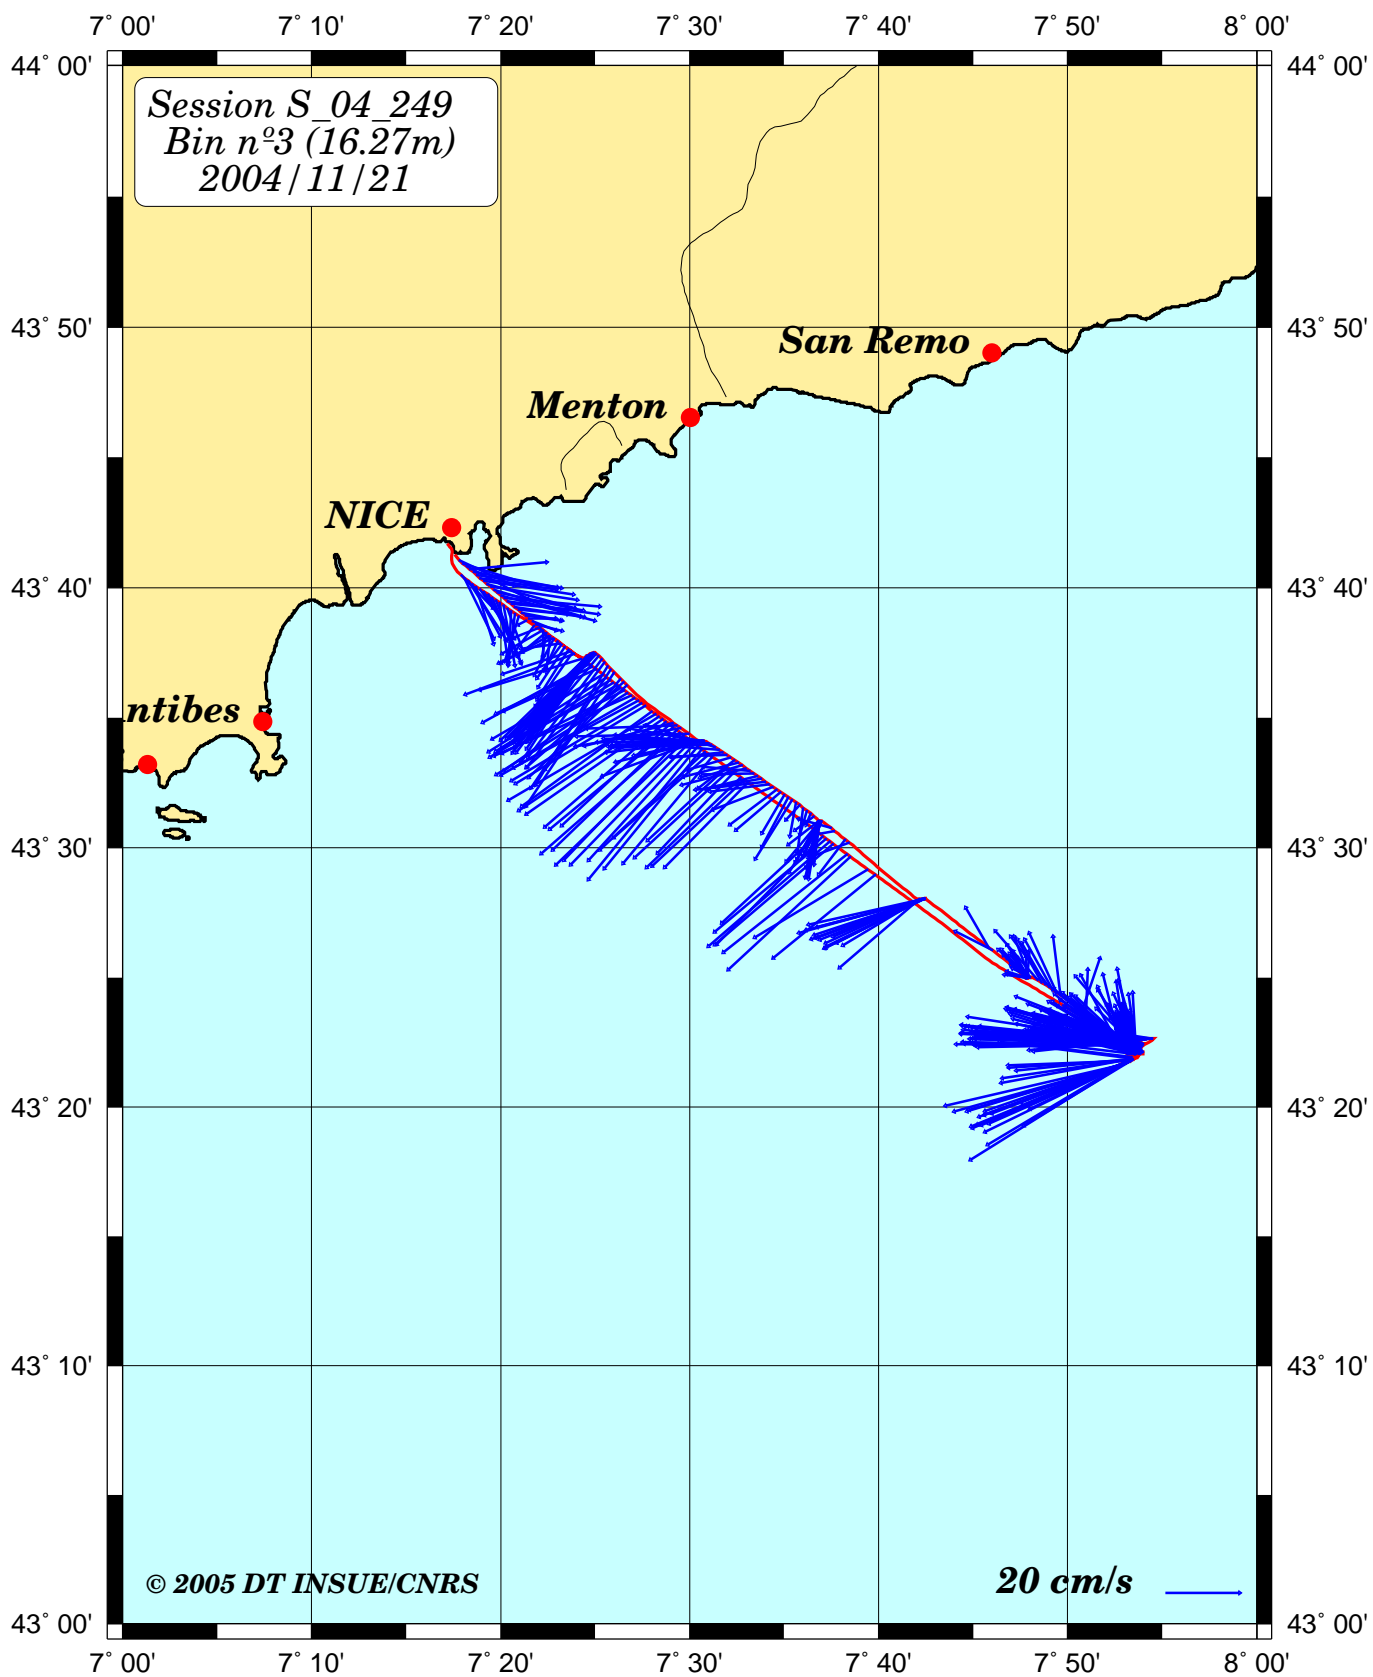 7° 00' 7° 10' 7° 20' 7° 30' 7° 40' 7° 50' 8° 00'
44° 00' 44° 00'
Session S_04_249
Bin nº3 (16.27m)
2004/11/21
43° 50' 43° 50'
San Remo
Menton
NICE
43° 40' 43° 40'
ntibes
43° 30' 43° 30'
43° 20' 43° 20'
43° 10' 43° 10'
© 2005 DT INSUE/CNRS 20 cm/s
43° 00' 43° 00'
7° 00' 7° 10' 7° 20' 7° 30' 7° 40' 7° 50' 8° 00'